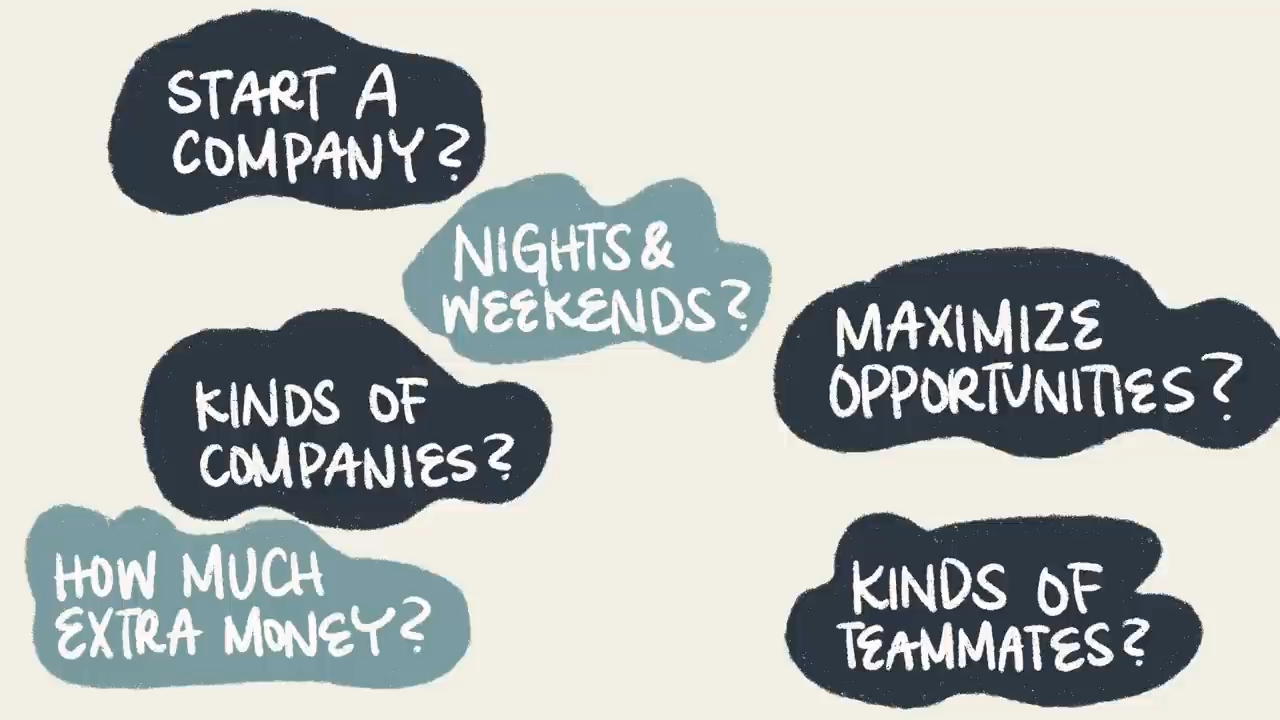 START A
COMPANY?
NIGHTS &
WEEKENDS?
MAXIMIZE
OPPORTUNITIES?
KINDS OF
COMPANIES?
HOW MUCH
EXTRA MONEY?
KINDS OF
TEAMMATES?